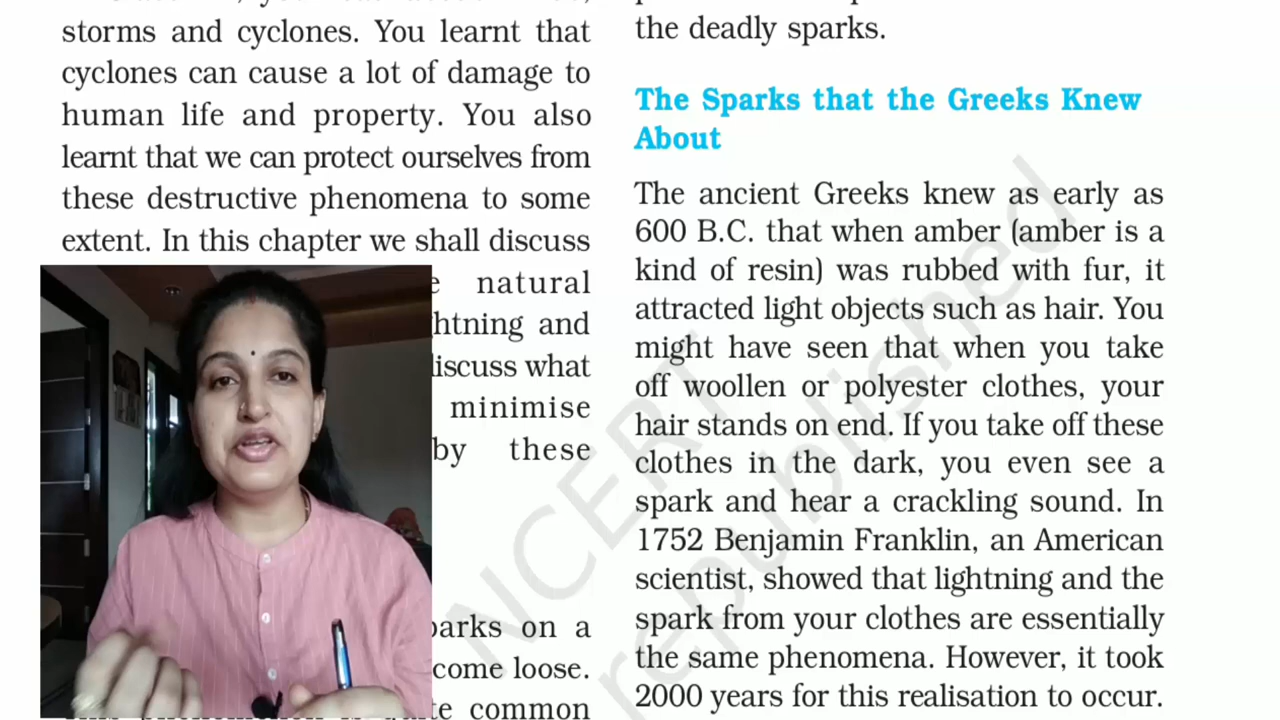 storms and cyclones. You learnt that
cyclones can cause a lot of damage to
human life and property. You also
learnt that we can protect ourselves from
these destructive phenomena to some
extent. In this chapter we shall discuss
natural
and
discuss what
minimise
by these
on a
come loose.
common
the deadly sparks.
The Sparks that the Greeks Knew
About
The ancient Greeks knew as early as
600 B.C. that when amber (amber is a
kind of resin) was rubbed with fur, it
attracted light objects such as hair. You
might have seen that when you take
off woollen or polyester clothes, your
hair stands on end. If you take off these
clothes in the dark, you even see a
spark and hear a crackling sound. In
1752 Benjamin Franklin, an American
scientist, showed that lightning and the
spark from your clothes are essentially
the same phenomena. However, it took
2000 years for this realisation to occur.
NCERT
republished